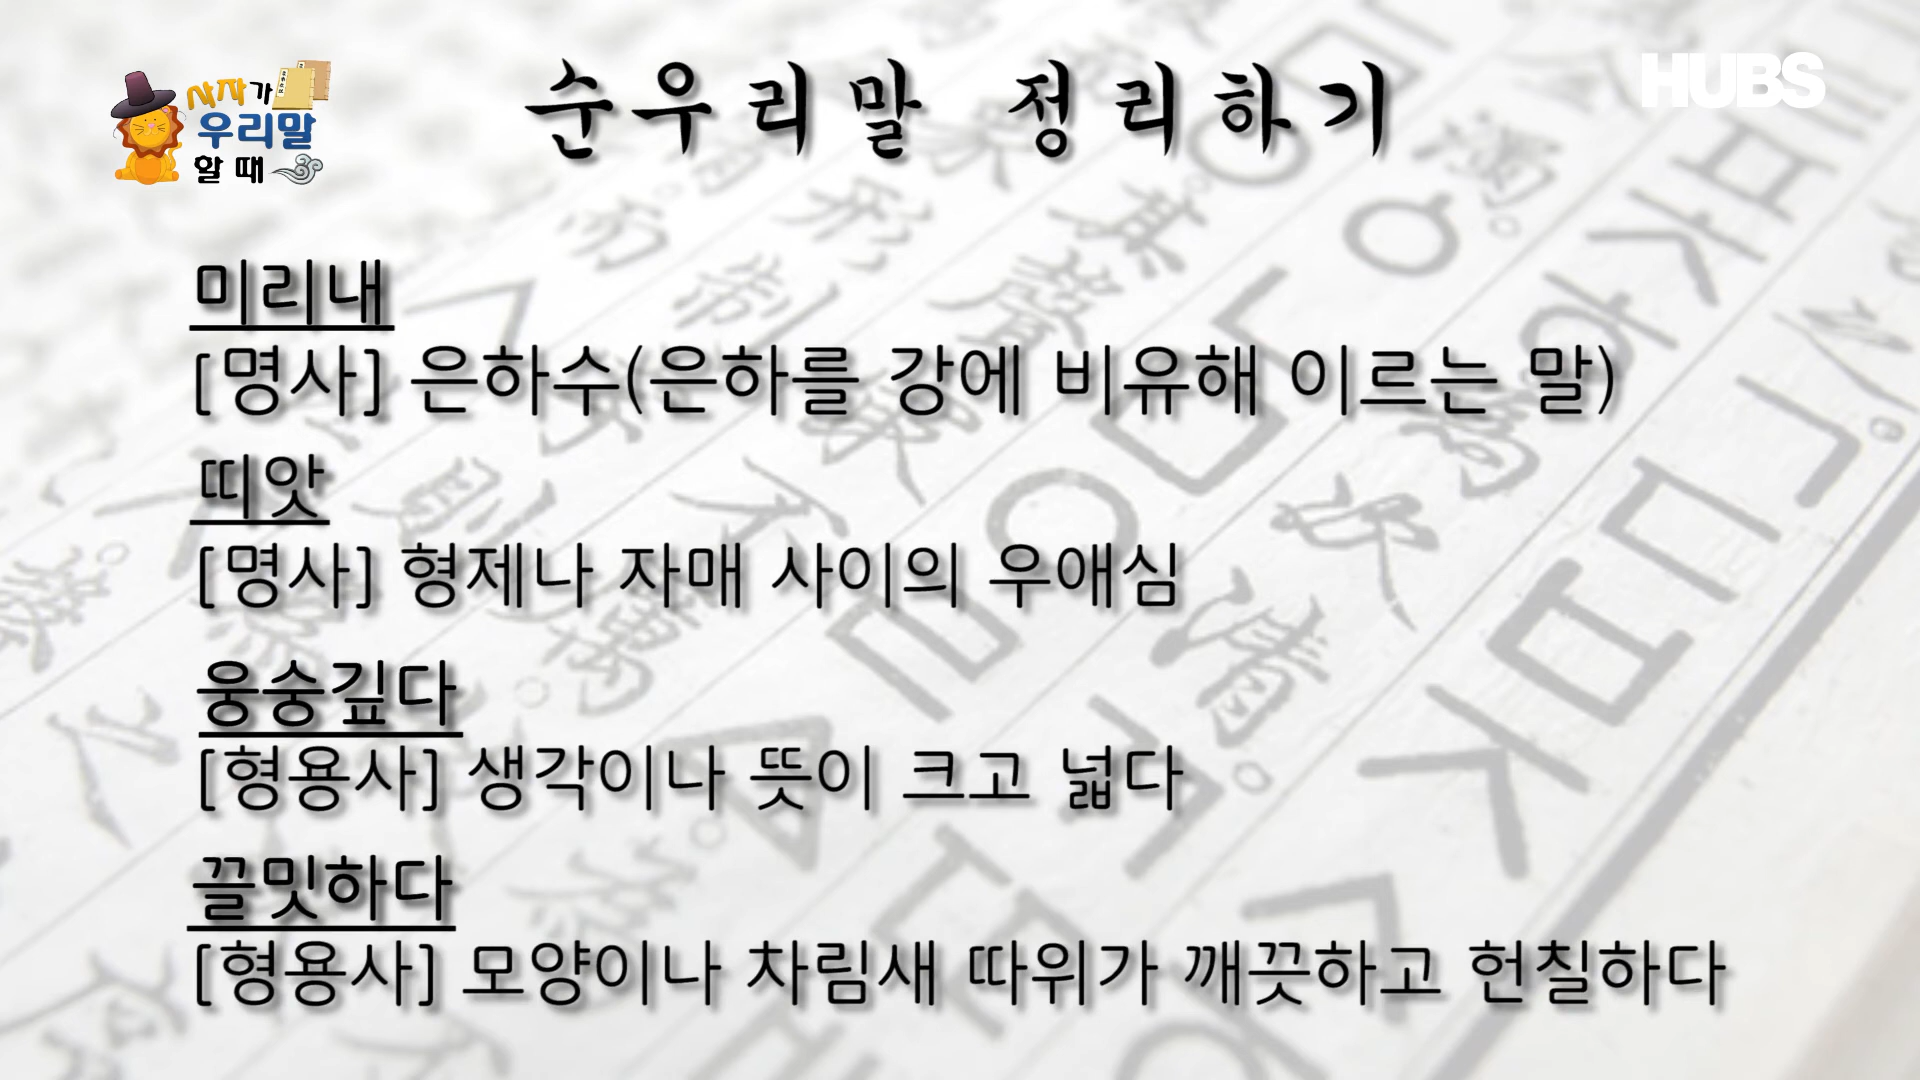 사자가
우리말
할 때
순우리말 정리하기
HUBS
미리내
[명사] 은하수(은하를 강에 비유해 이르는 말)
띠앗
[명사] 형제나 자매 사이의 우애심
웅숭깊다
[형용사] 생각이나 뜻이 크고 넓다
끌밋하다
[형용사] 모양이나 차림새 따위가 깨끗하고 헌칠하다